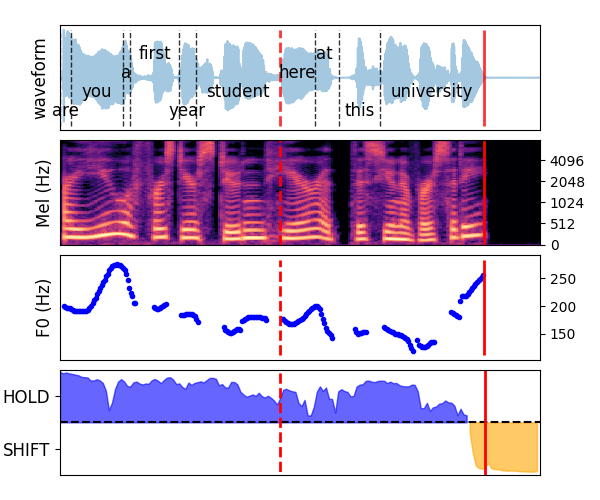 waveform
first
at
a
here
you
student
university
are
year
this
Mel (Hz)
4096
2048
1024
512
0
F0 (Hz)
250
200
150
HOLD
SHIFT